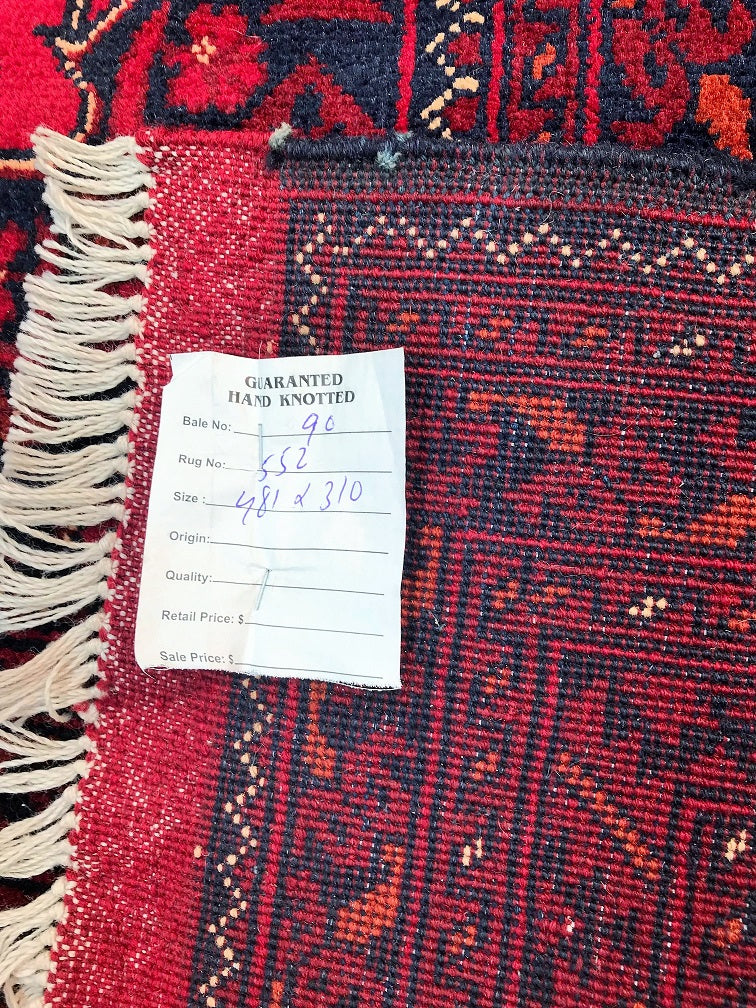 GUARANTED
HAND KNOTTED
Bale No: 90
Rug No: 552
Size : 481 x 310
Origin:
Quality:
Retail Price: $
Sale Price: $